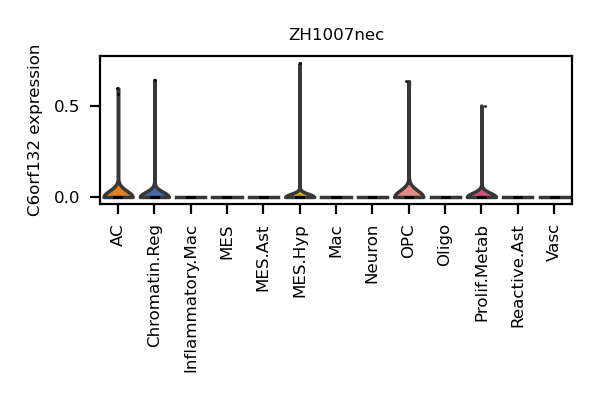 ZH1007nec
C6orf132 expression
0.5
0.0
AC
Chromatin.Reg
Inflammatory.Mac
MES
MES.Ast
MES.Hyp
Mac
Neuron
OPC
Oligo
Prolif.Metab
Reactive.Ast
Vasc